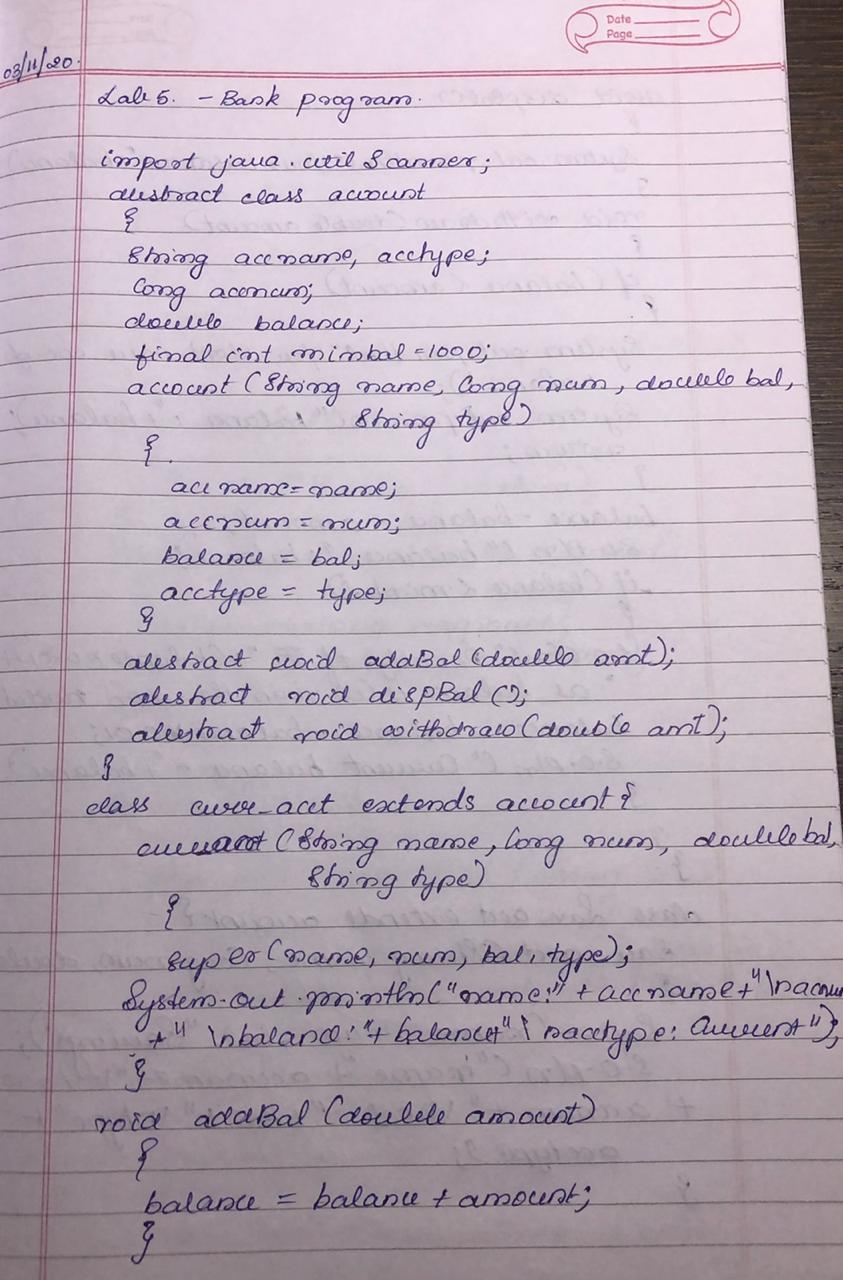 Date
Page
03/11/20.
Lab 5. - Bank program.
import java.util Scanner;
abstract class account
{
String accname, acctype;
long accnum;
double balance;
final int minbal = 1000;
account (String name, long num, double bal,
String type)
{
accname = name;
accnum = num;
balance = bal;
acctype = type;
}
abstract void addBal (double amt);
abstract void dispBal ();
abstract void withdraw (double amt);
}
class curr_acct extends account {
(String name, long num, double bal,
String type)
{
super (name, num, bal, type);
System.out.println("name:" + accname + "\naccnum
+ " \nbalance: "+ balance+" \nacctype: current");
}
void addBal (double amount)
{
balance = balance + amount;
}